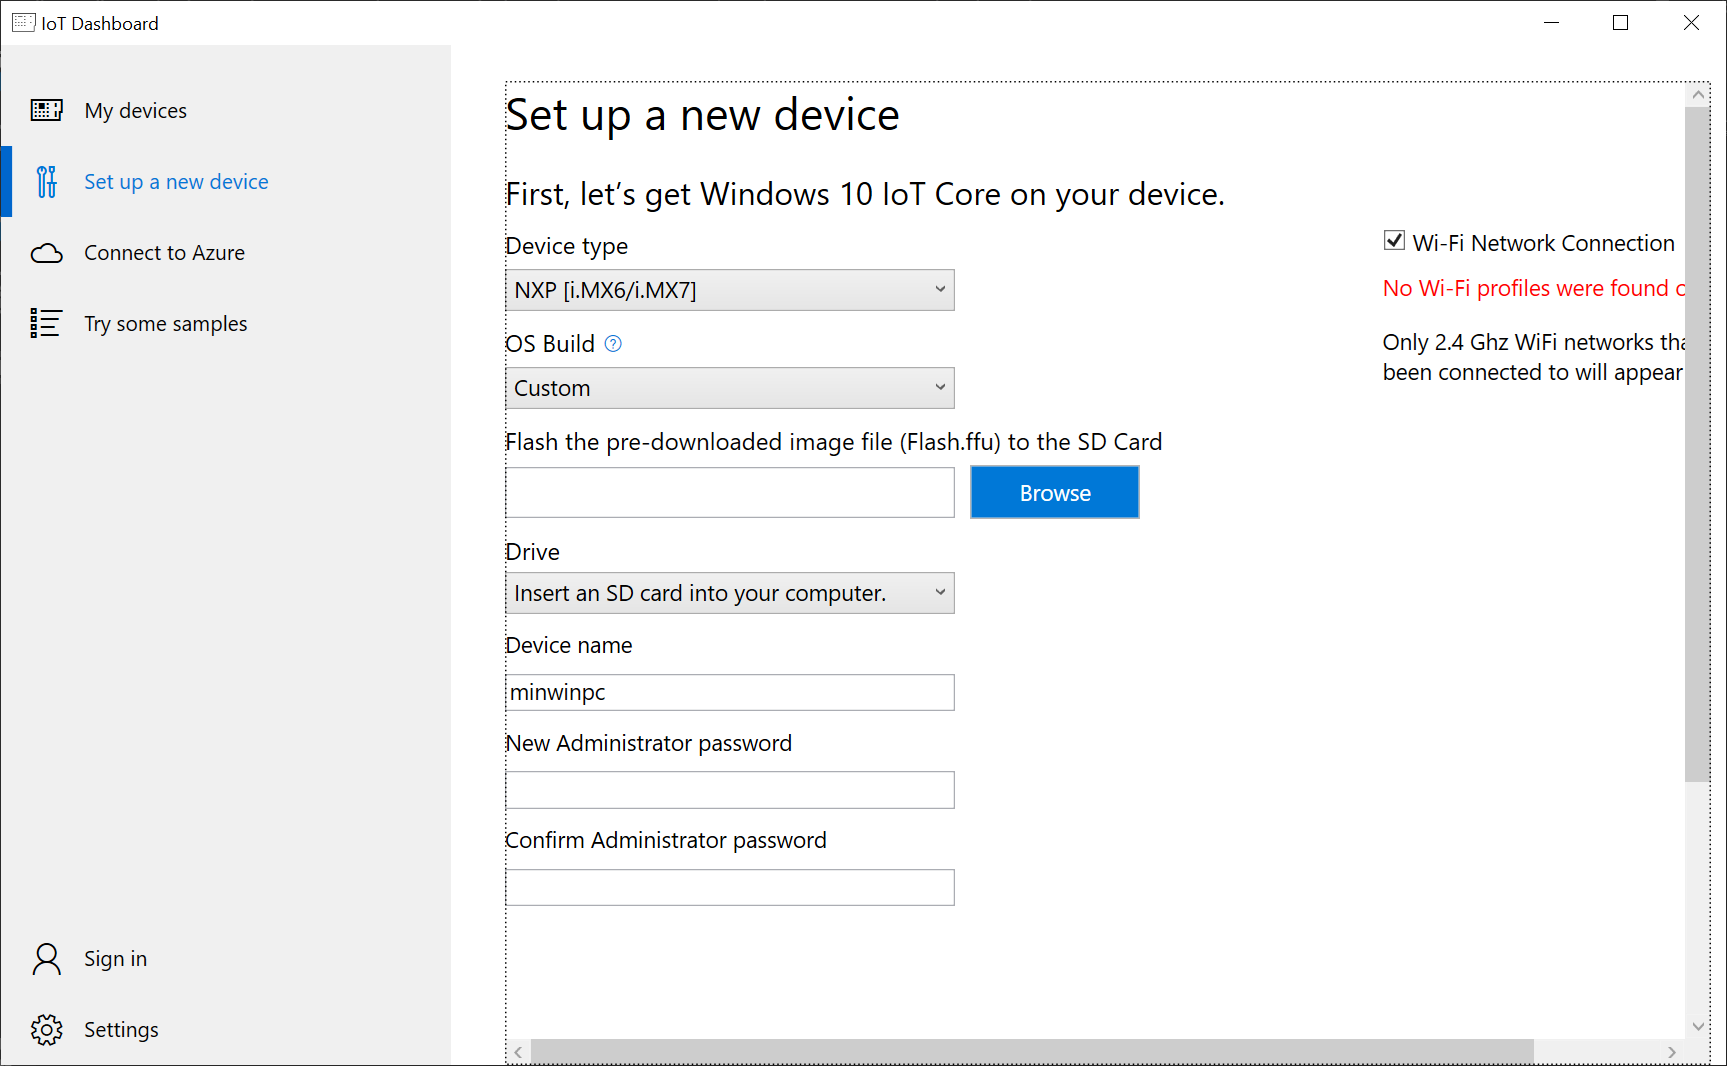 IoT Dashboard
My devices
Set up a new device
Connect to Azure
Try some samples
Sign in
Settings
Set up a new device
First, let’s get Windows 10 IoT Core on your device.
Device type
NXP [i.MX6/i.MX7]
OS Build ?
Custom
Flash the pre-downloaded image file (Flash.ffu) to the SD Card
Browse
Drive
Insert an SD card into your computer.
Device name
minwinpc
New Administrator password
Confirm Administrator password
Wi-Fi Network Connection
No Wi-Fi profiles were found
Only 2.4 Ghz WiFi networks
been connected to will appear